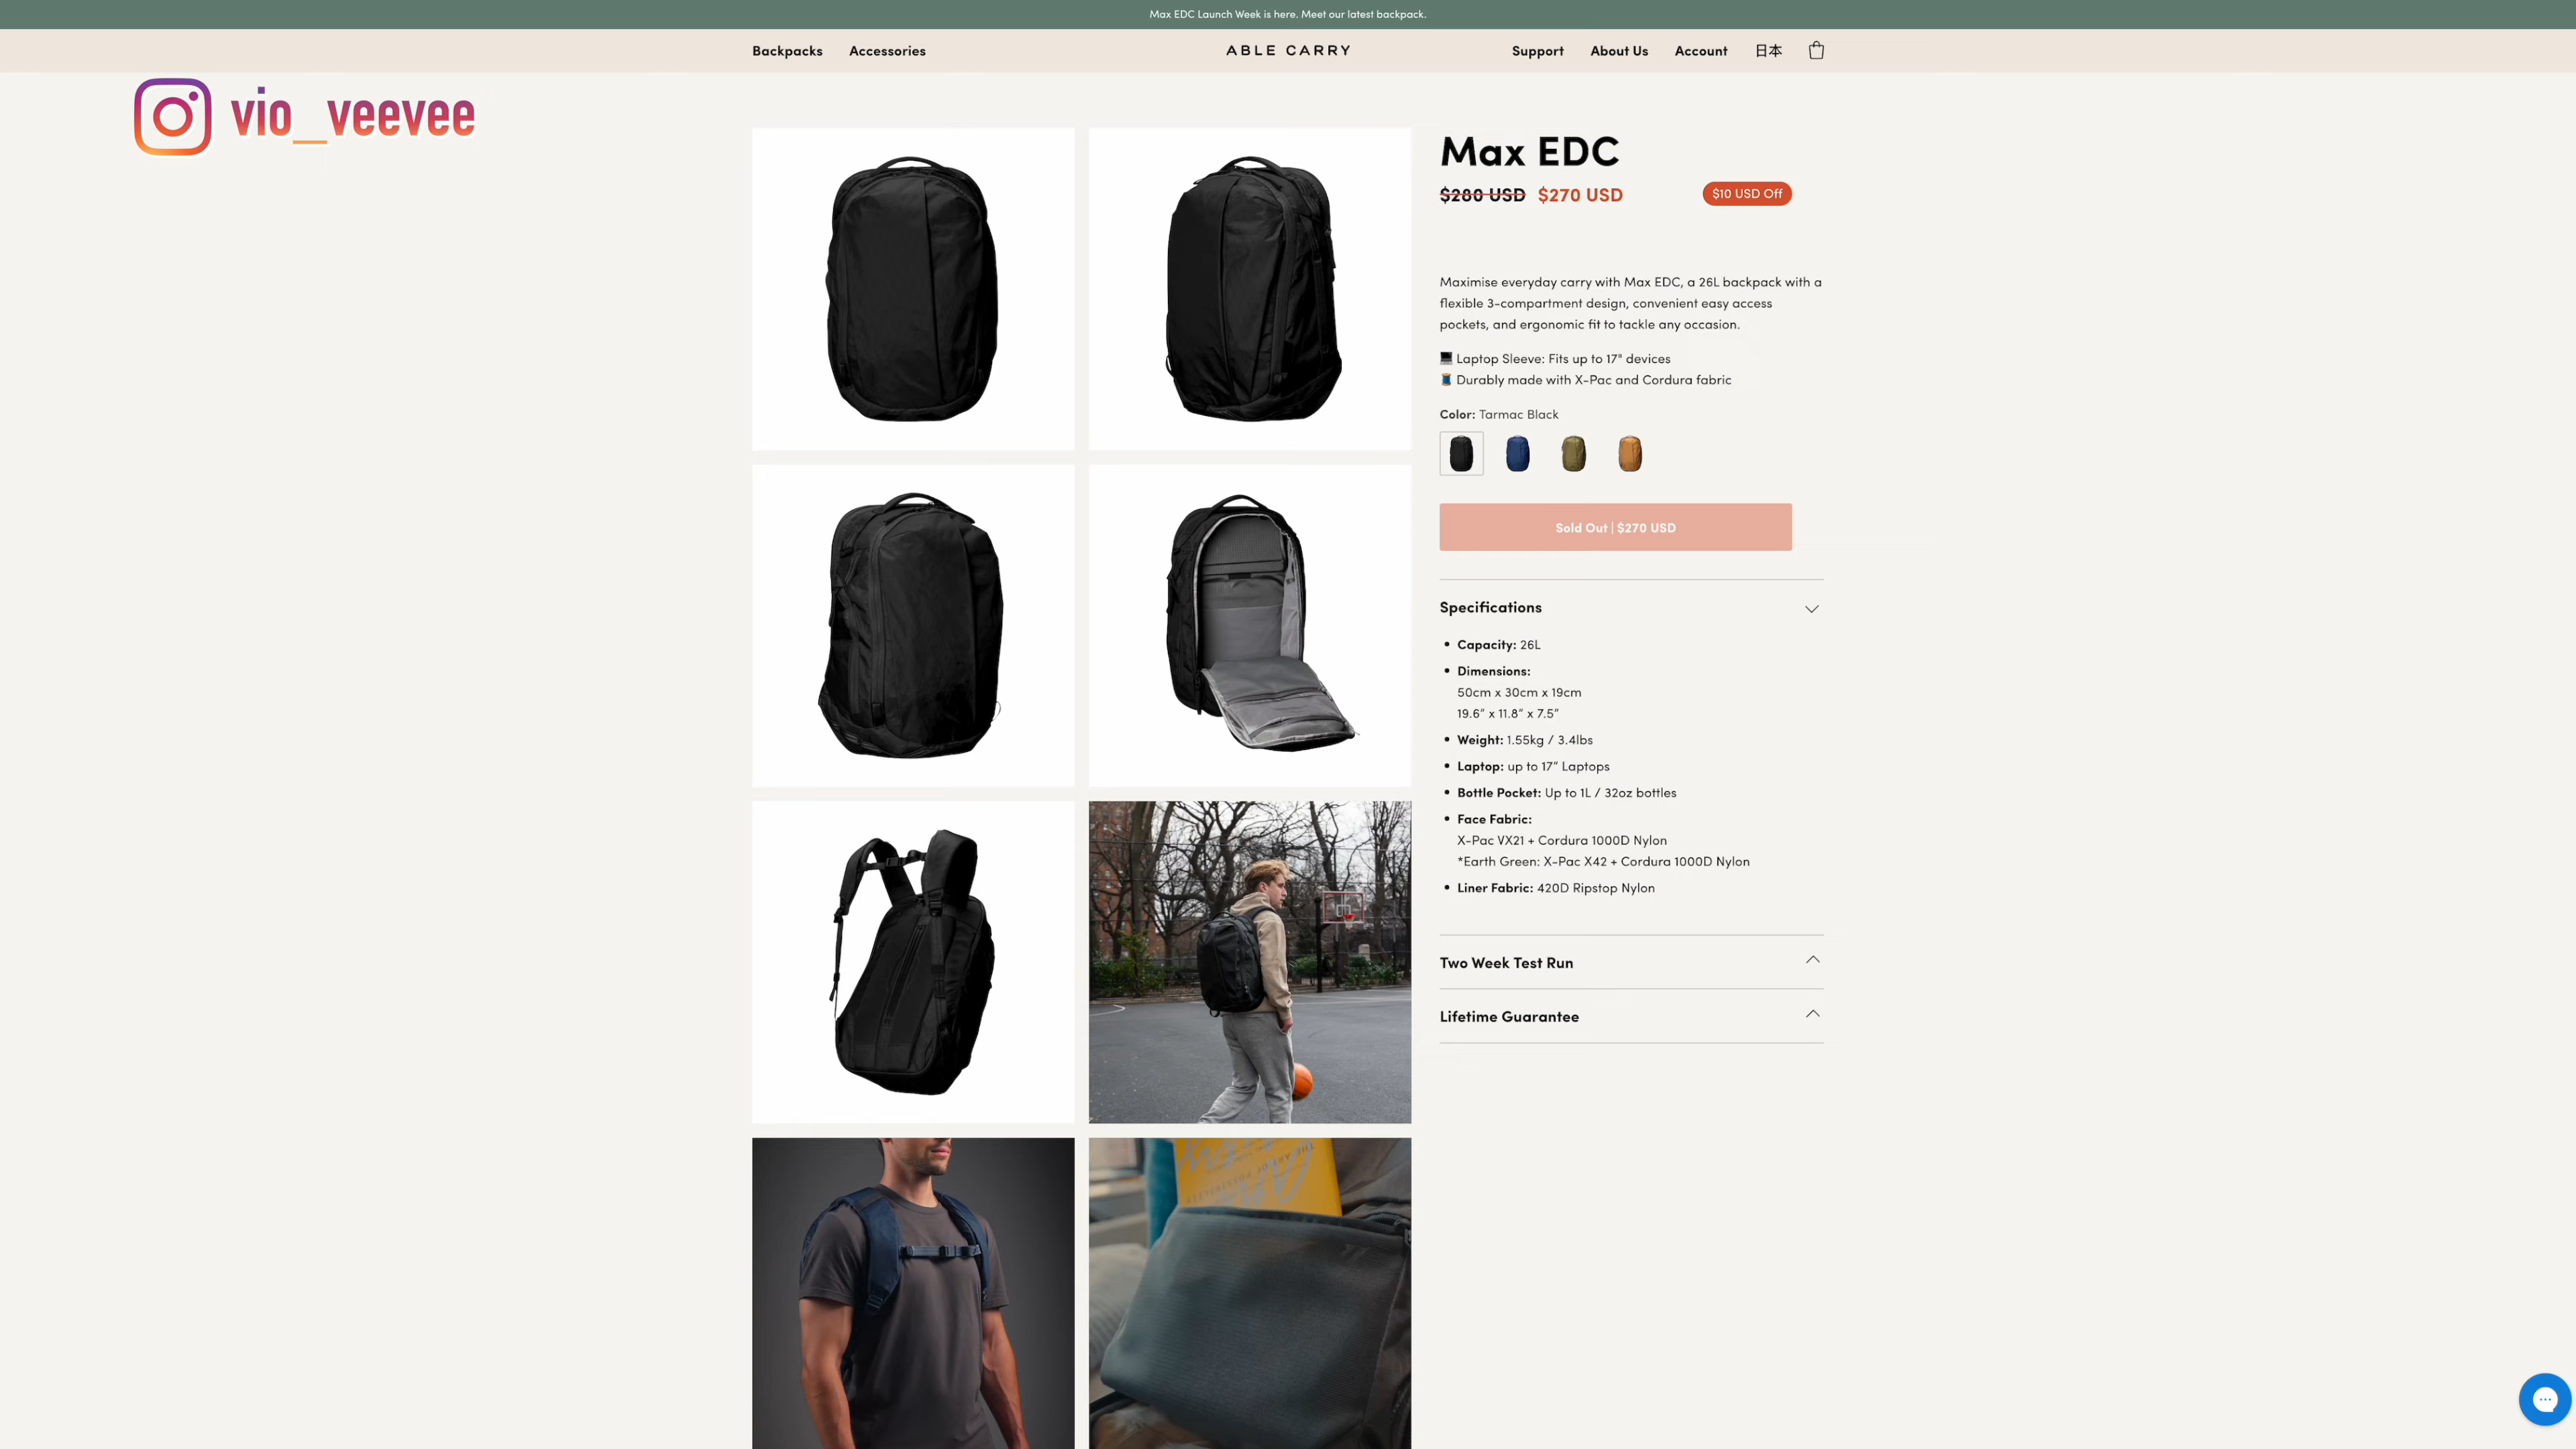 Max EDC Launch Week is here. Meet our latest backpack.
Backpacks Accessories ABLE CARRY Support About Us Account 日本
vio_veevee
Max EDC
$280 USD $270 USD $10 USD Off
Maximise everyday carry with Max EDC, a 26L backpack with a
flexible 3-compartment design, convenient easy access
pockets, and ergonomic fit to tackle any occasion.
Laptop Sleeve: Fits up to 17" devices
Durably made with X-Pac and Cordura fabric
Color: Tarmac Black
Sold Out | $270 USD
Specifications
• Capacity: 26L
• Dimensions:
50cm x 30cm x 19cm
19.6” x 11.8” x 7.5”
• Weight: 1.55kg / 3.4lbs
• Laptop: up to 17” Laptops
• Bottle Pocket: Up to 1L / 32oz bottles
• Face Fabric:
X-Pac VX21 + Cordura 1000D Nylon
*Earth Green: X-Pac X42 + Cordura 1000D Nylon
• Liner Fabric: 420D Ripstop Nylon
Two Week Test Run
Lifetime Guarantee